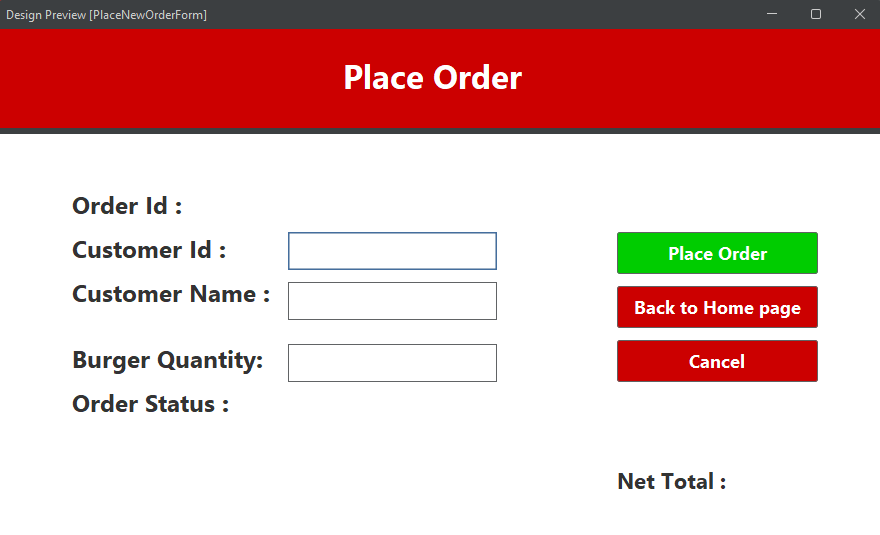 Design Preview [PlaceNewOrderForm]
Place Order
Order Id :
Customer Id :
Place Order
Customer Name :
Back to Home page
Burger Quantity:
Cancel
Order Status :
Net Total :